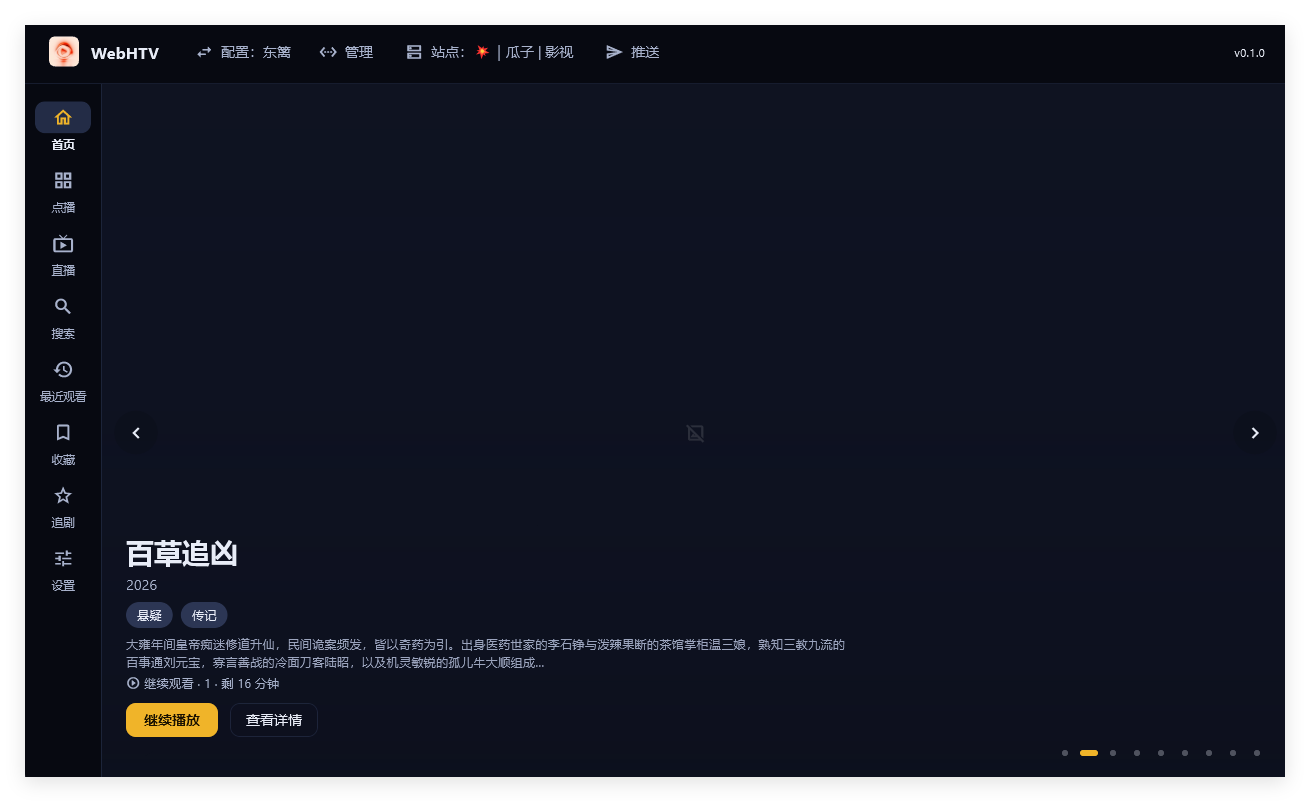 WebHTV
配置：东篱
管理
站点：💥 | 瓜子 | 影视
推送
v0.1.0
首页
点播
直播
搜索
最近观看
收藏
追剧
设置
百草追凶
2026
悬疑
传记
大雍年间皇帝痴迷修道升仙，民间诡案频发，皆以奇药为引。出身医药世家的李石铮与泼辣果断的茶馆掌柜温三娘，熟知三教九流的
百事通刘元宝，寡言善战的冷面刀客陆昭，以及机灵敏锐的孤儿牛大顺组成...
继续观看 · 1 · 剩 16 分钟
继续播放
查看详情